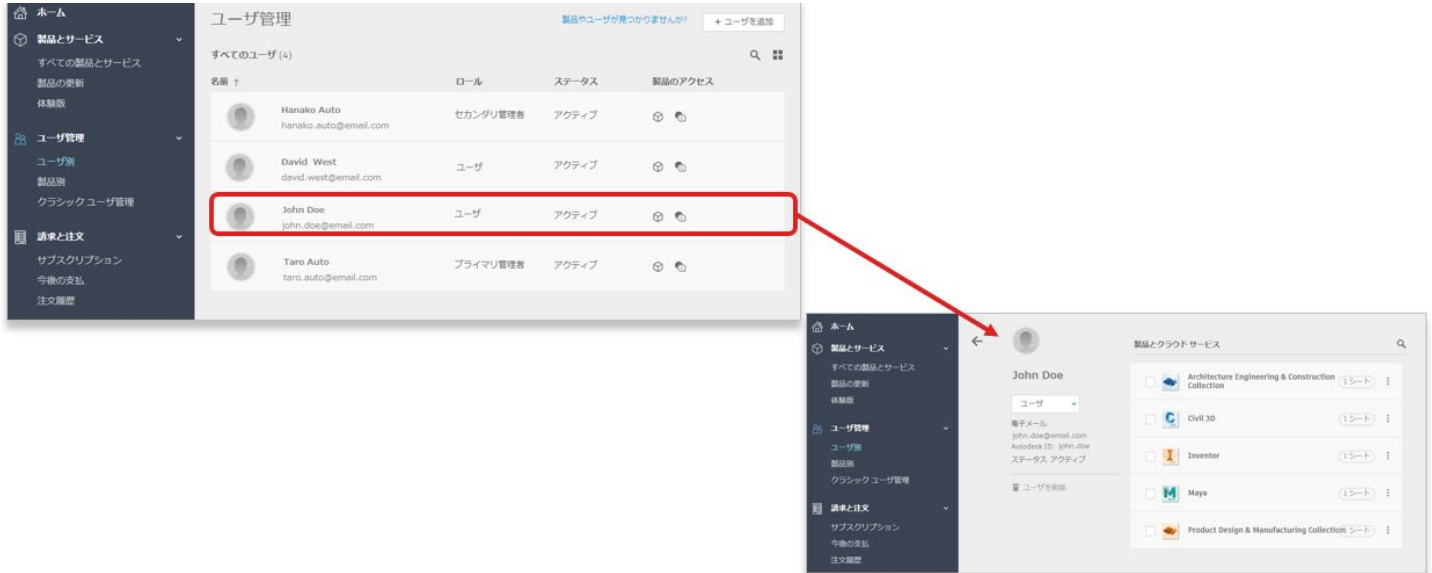 ホーム
製品とサービス
すべての製品とサービス
製品の更新
体験版
ユーザ管理
ユーザ別
製品別
クラシック ユーザ管理
請求と注文
サブスクリプション
今後の支払
注文履歴
ユーザ管理
製品やユーザが見つかりませんか?
+ ユーザを追加
すべてのユーザ (4)
名前 ↑ ロール ステータス 製品のアクセス
Hanako Auto
hanako.auto@email.com
セカンダリ管理者 アクティブ
David West
david.west@email.com
ユーザ アクティブ
John Doe
john.doe@email.com
ユーザ アクティブ
Taro Auto
taro.auto@email.com
プライマリ管理者 アクティブ
ホーム
製品とサービス
すべての製品とサービス
製品の更新
体験版
ユーザ管理
ユーザ別
製品別
クラシック ユーザ管理
請求と注文
サブスクリプション
今後の支払
注文履歴
John Doe
ユーザ
電子メール:
john.doe@email.com
Autodesk ID: john.doe
ステータス アクティブ
ユーザを削除
製品とクラウド サービス
Architecture Engineering & Construction
Collection
1 シート
Civil 3D
1 シート
Inventor
1 シート
Maya
1 シート
Product Design & Manufacturing Collection
シート